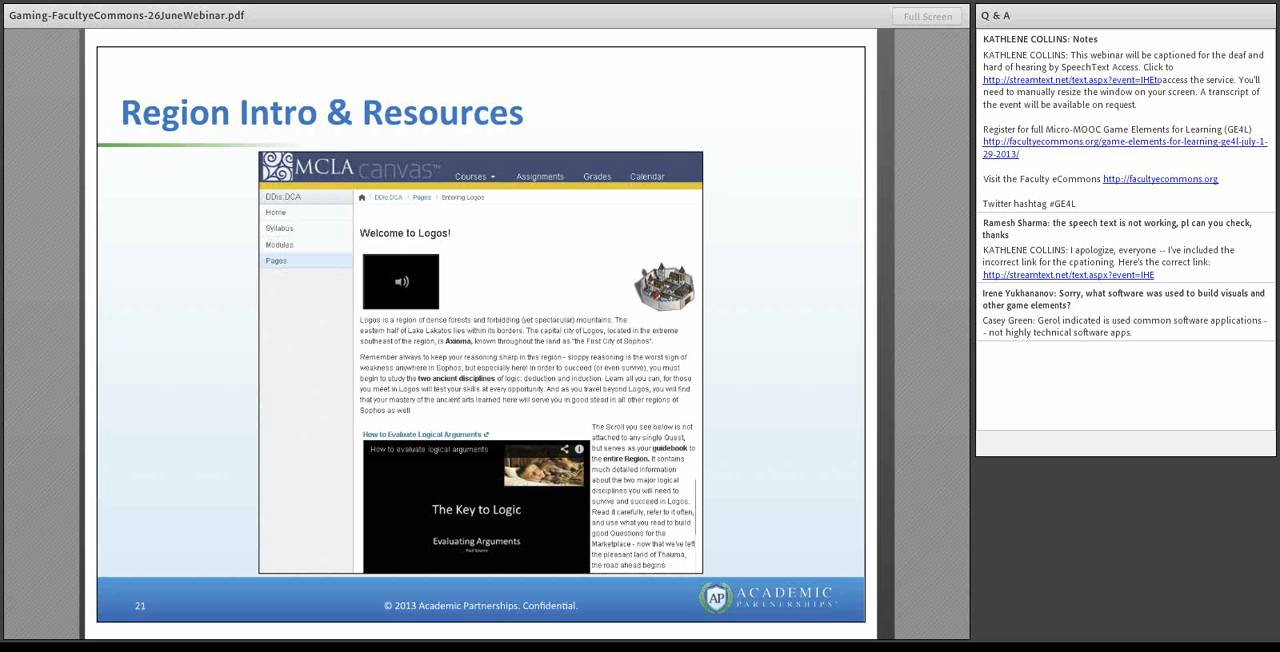 Gaming-FacultyeCommons-26JuneWebinar.pdf
Full Screen
Region Intro & Resources
MCLA canvas™
Courses
Assignments
Grades
Calendar
DDis:DCA
Home
Syllabus
Modules
Pages
DDis:DCA
Pages
Entering Logos
Welcome to Logos!
Logos is a region of dense forests and forbidding (yet spectacular) mountains. The
eastern half of Lake Lakatos lies within its borders. The capital city of Logos, located in the extreme
southeast of the region, is Axioma, known throughout the land as "the First City of Sophos".
Remember always to keep your reasoning sharp in this region - sloppy reasoning is the worst sign of
weakness anywhere in Sophos, but especially here! In order to succeed (or even survive), you must
begin to study the two ancient disciplines of logic: deduction and induction. Learn all you can, for those
you meet in Logos will test your skills at every opportunity. And as you travel beyond Logos, you will find
that your mastery of the ancient arts learned here will serve you in good stead in all other regions of
Sophos as well.
How to Evaluate Logical Arguments
How to evaluate logical arguments
The Key to Logic
Evaluating Arguments
The Scroll you see below is not
attached to any single Quest,
but serves as your guidebook to
the entire Region. It contains
much detailed information
about the two major logical
disciplines you will need to
survive and succeed in Logos.
Read it carefully, refer to it often,
and use what you read to build
good Questions for the
Marketplace - now that we've left
the pleasant land of Thauma,
the road ahead begins
21
© 2013 Academic Partnerships. Confidential.
AP
ACADEMIC
PARTNERSHIPS
Q & A
KATHLENE COLLINS: Notes
KATHLENE COLLINS: This webinar will be captioned for the deaf and
hard of hearing by SpeechText Access. Click to
http://streamtext.net/text.aspx?event=IHEtoaccess the service. You'll
need to manually resize the window on your screen. A transcript of
the event will be available on request.
Register for full Micro-MOOC Game Elements for Learning (GE4L)
http://facultyecommons.org/game-elements-for-learning-ge4l-july-1-
29-2013/
Visit the Faculty eCommons http://facultyecommons.org
Twitter hashtag #GE4L
Ramesh Sharma: the speech text is not working, pl can you check,
thanks
KATHLENE COLLINS: I apologize, everyone -- I've included the
incorrect link for the cpationing. Here's the correct link:
http://streamtext.net/text.aspx?event=IHE
Irene Yukhananov: Sorry, what software was used to build visuals and
other game elements?
Casey Green: Gerol indicated is used common software applications -
- not highly technical software apps.